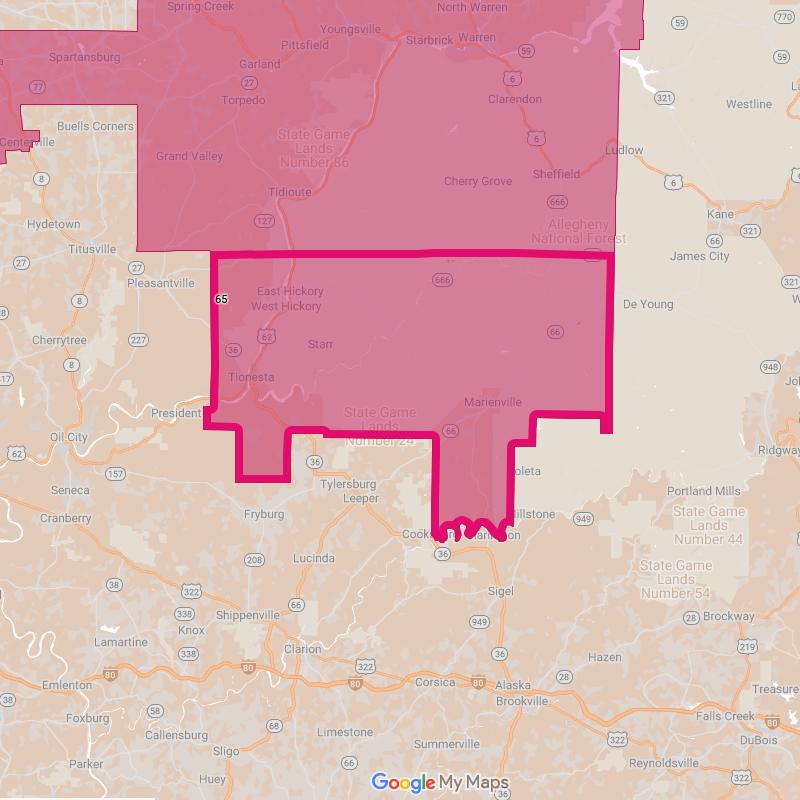 Spring Creek
North Warren
770
Youngsville
59
Starbrick
Warren
Pittsfield
59
59
Spartansburg
Garland
6
77
27
Torpedo
Clarendon
321
Westline
Buells Corners
State Game
Lands
Number 86
6
Ludlow
Grand Valley
Sheffield
8
Cherry Grove
6
Tidioute
666
Kane
Hydetown
127
Allegheny
National Forest
321
Titusville
66
27
27
James City
Pleasantville
666
321
65
East Hickory
West Hickory
De Young
8
227
62
66
Cherrytree
36
Starr
8
948
Tionesta
Marienville
President
State Game
Lands
Number 24
66
Oil City
62
36
Ridgway
157
Seneca
Tylersburg
Leeper
Portland Mills
Cranberry
Fryburg
949
State Game
Lands
Number 44
36
208
Lucinda
State Game
Lands
Number 54
38
322
Sigel
66
338
Shippenville
28
Brockway
Knox
949
Lamartine
219
Clarion
338
36
Hazen
322
80
28
Emlenton
80
80
Corsica
80
Alaska
Treasure
38
Brookville
58
Foxburg
68
Falls Creek
80
Callensburg
Limestone
322
DuBois
Sligo
Summerville
Parker
66
Reynoldsville
Huey
322
Google My Maps
36